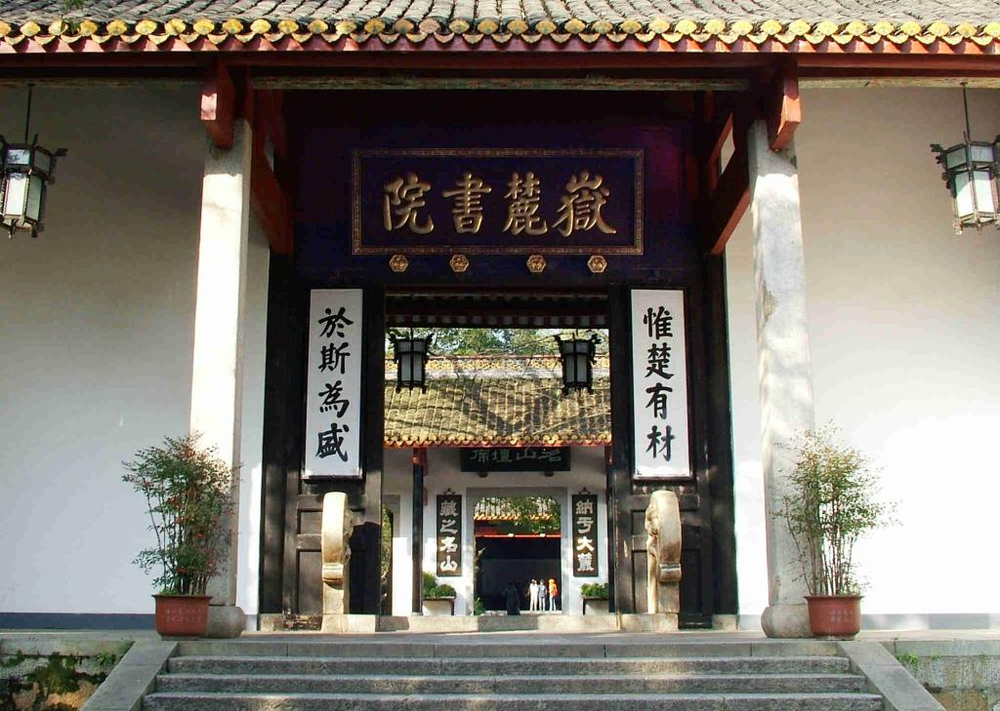 嶽麓書院
惟楚有材
於斯為盛
名山壇席
納于大麓
藏之名山